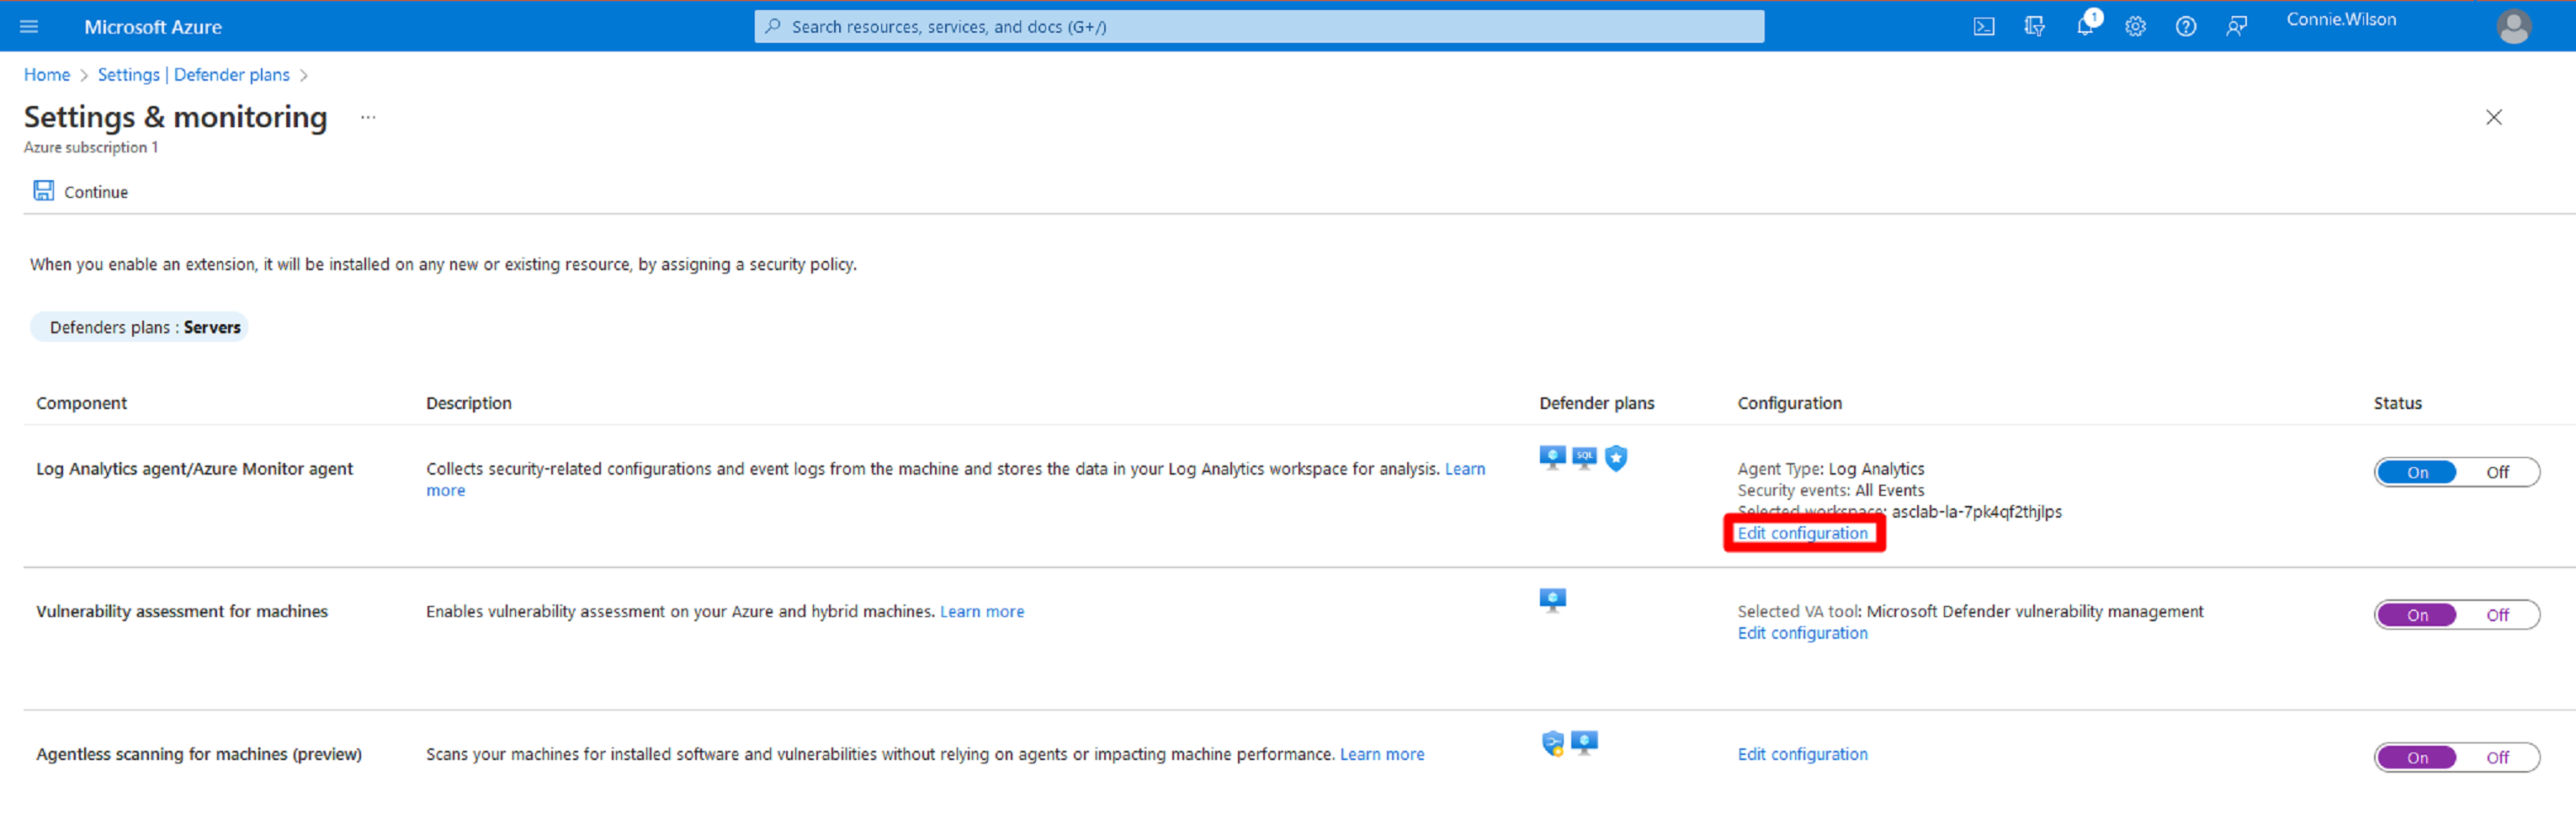 Microsoft Azure
Search resources, services, and docs (G+/)
1
Connie.Wilson
Home > Settings | Defender plans >
Settings & monitoring ...
Azure subscription 1
Continue
When you enable an extension, it will be installed on any new or existing resource, by assigning a security policy.
Defenders plans : Servers
Component Description Defender plans Configuration Status
Log Analytics agent/Azure Monitor agent
Collects security-related configurations and event logs from the machine and stores the data in your Log Analytics workspace for analysis. Learn
more
SQL
Agent Type: Log Analytics
Security events: All Events
Selected workspace: asclab-la-7pk4qf2thjlps
Edit configuration
On Off
Vulnerability assessment for machines
Enables vulnerability assessment on your Azure and hybrid machines. Learn more
Selected VA tool: Microsoft Defender vulnerability management
Edit configuration
On Off
Agentless scanning for machines (preview)
Scans your machines for installed software and vulnerabilities without relying on agents or impacting machine performance. Learn more
Edit configuration
On Off